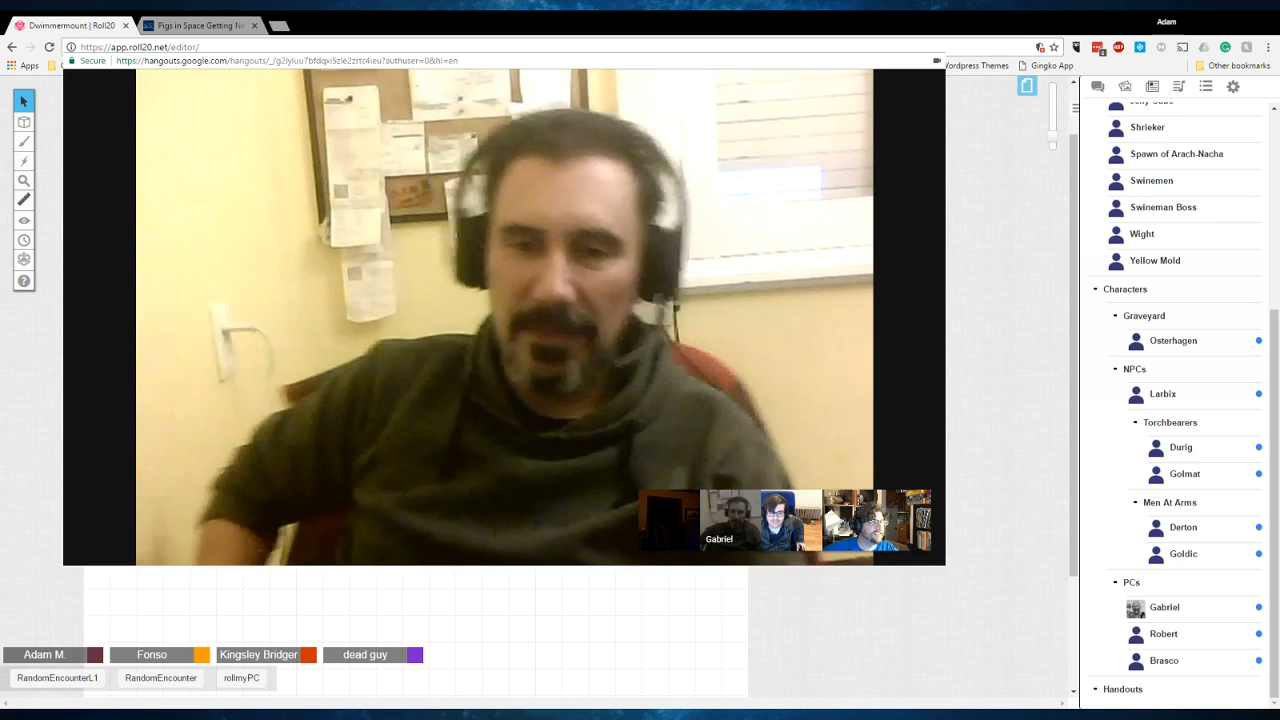 Adam
Dwimmermount | Roll20
Pigs in Space Getting Ne
https://app.roll20.net/editor/
Apps
Wordpress Themes
Gingko App
Other bookmarks
Secure
https://hangouts.google.com/hangouts/_/g2lyluu7bfdqxi5zle2zrtc4ieu?authuser=0&hl=en
Shrieker
Spawn of Arach-Nacha
Swinemen
Swineman Boss
Wight
Yellow Mold
Characters
Graveyard
Osterhagen
NPCs
Larbix
Torchbearers
Durig
Golmat
Men At Arms
Derton
Goldic
PCs
Gabriel
Robert
Brasco
Handouts
Gabriel
Adam M.
Fonso
Kingsley Bridger
dead guy
RandomEncounterL1
RandomEncounter
rollmyPC